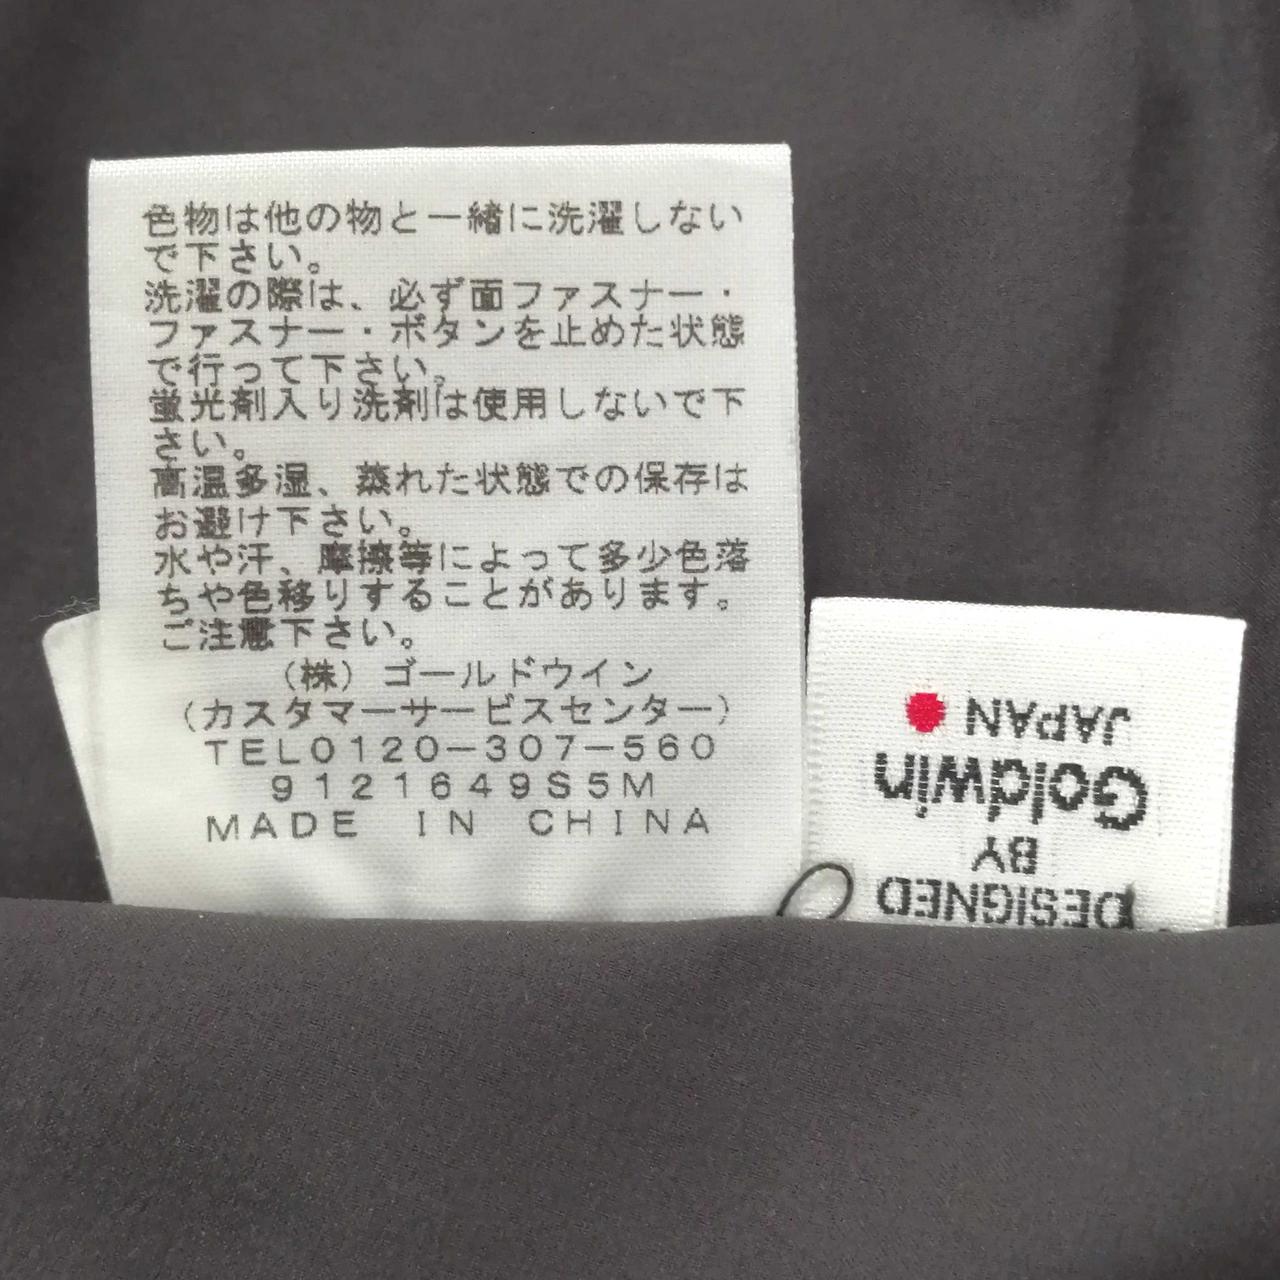 色物は他の物と一緒に洗濯しない
で下さい。
洗濯の際は、必ず面ファスナー・
ファスナー・ボタンを止めた状態
で行って下さい。
蛍光剤入り洗剤は使用しないで下
さい。
高温多湿、蒸れた状態での保存は
お避け下さい。
水や汗、摩擦等によって多少色落
ちや色移りすることがあります。
ご注意下さい。
(株)ゴールドウイン
(カスタマーサービスセンター)
TEL0120-307-560
9121649S5M
MADE IN CHINA
DESIGNED
BY
Goldwin
JAPAN